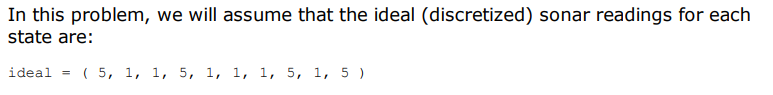 In this problem, we will assume that the ideal (discretized) sonar readings for each
state are:
ideal = ( 5, 1, 1, 5, 1, 1, 1, 5, 1, 5 )